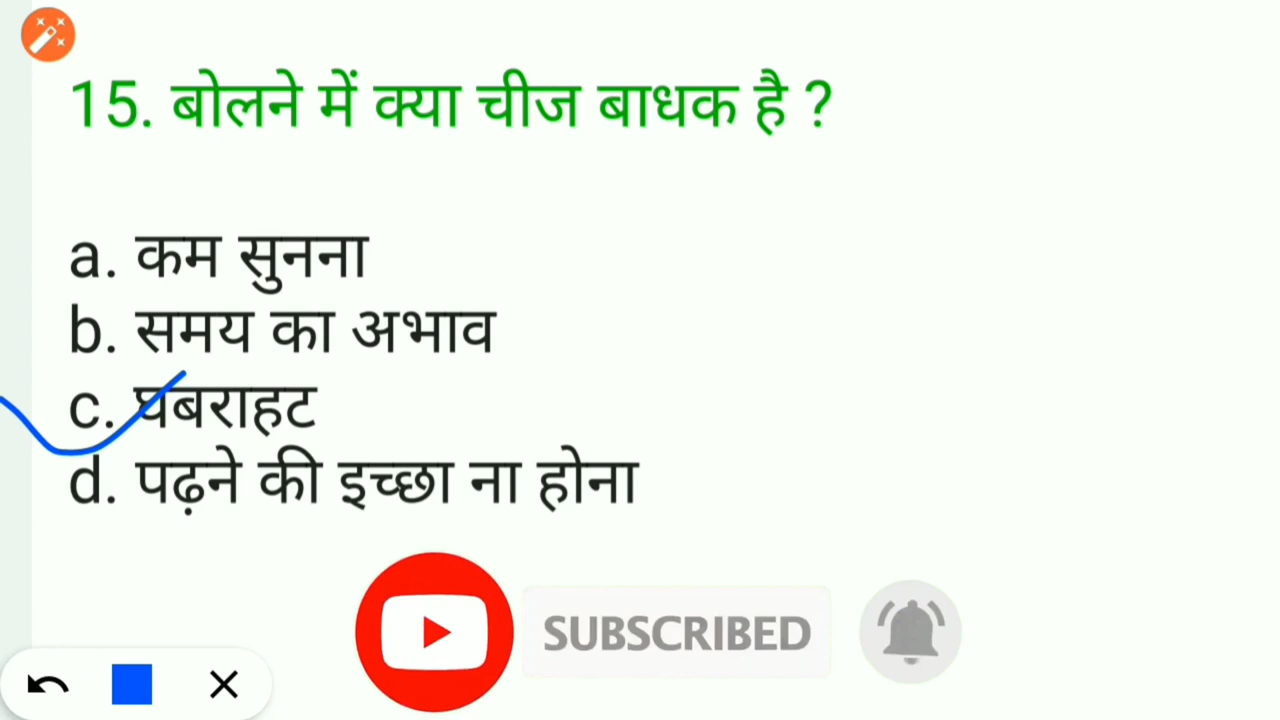 15. बोलने में क्या चीज बाधक है ?
a. कम सुनना
b. समय का अभाव
c. घबराहट
d. पढ़ने की इच्छा ना होना
SUBSCRIBED